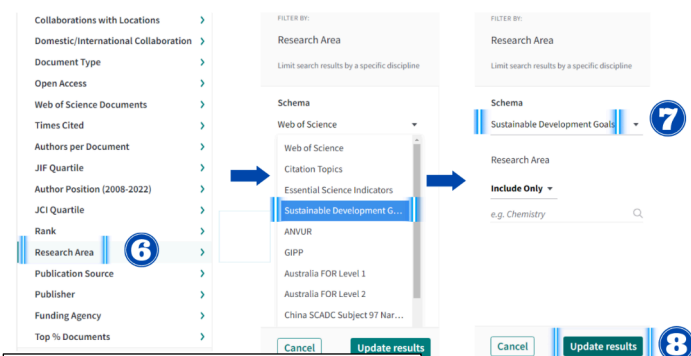 Collaborations with Locations
Domestic/International Collaboration
Document Type
Open Access
Web of Science Documents
Times Cited
Authors per Document
JIF Quartile
Author Position (2008-2022)
JCI Quartile
Rank
Research Area
6
Publication Source
Publisher
Funding Agency
Top % Documents
FILTER BY:
Research Area
Limit search results by a specific discipline
Schema
Web of Science
Web of Science
Citation Topics
Essential Science Indicators
Sustainable Development G...
ANVUR
GIPP
Australia FOR Level 1
Australia FOR Level 2
China SCADC Subject 97 Nar...
Cancel Update results
FILTER BY:
Research Area
Limit search results by a specific discipline
Schema
Sustainable Development Goals
7
Research Area
Include Only
e.g. Chemistry
Cancel Update results
8